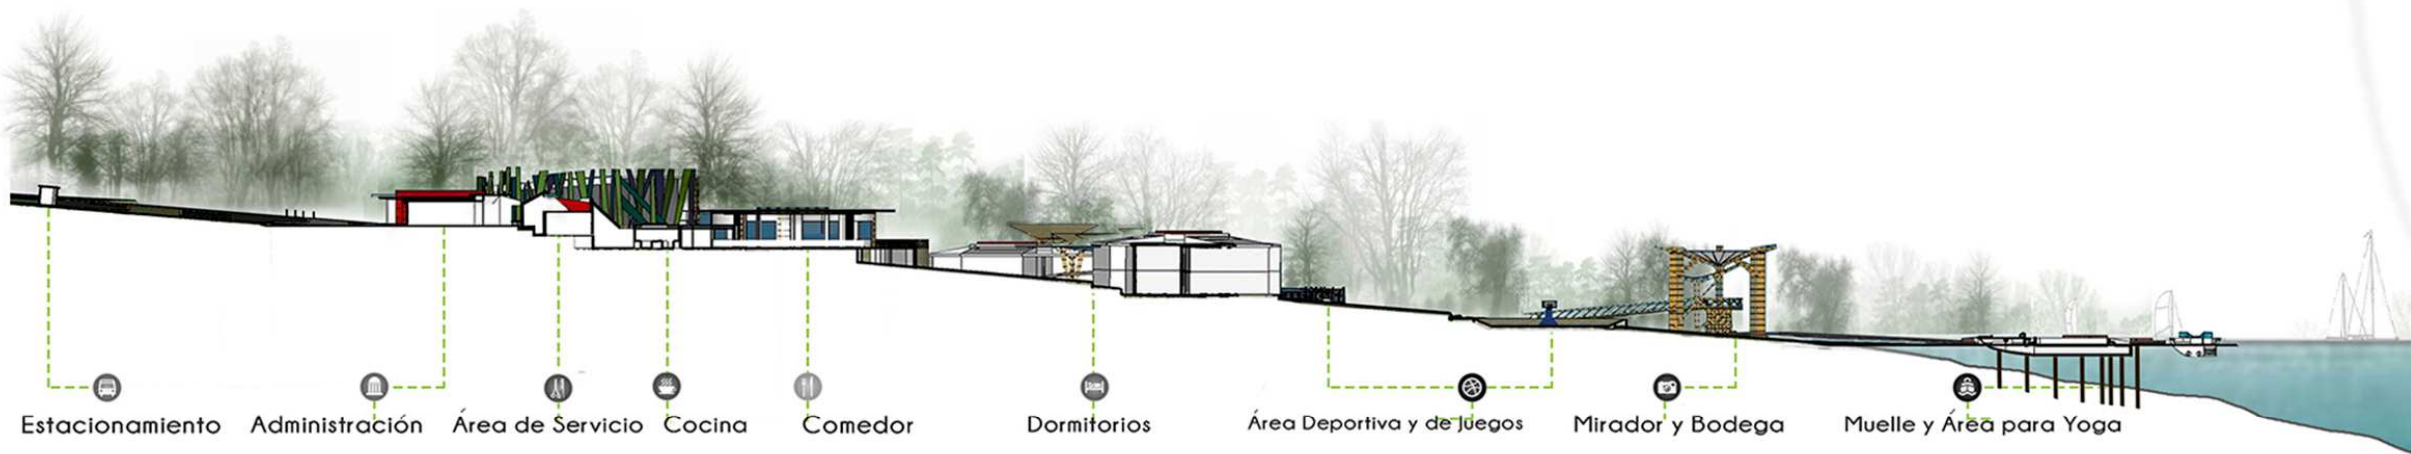 Estacionamiento
Administración
Área de Servicio
Cocina
Comedor
Dormitorios
Área Deportiva y de Juegos
Mirador y Bodega
Muelle y Área para Yoga